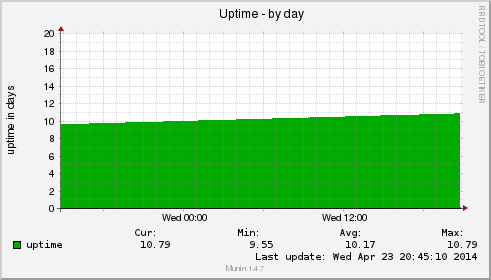 Uptime - by day
RRDTOOL / TOBI OETIKER
uptime in days
20
18
16
14
12
10
8
6
4
2
0
Wed 00:00 Wed 12:00
Cur: Min: Avg: Max:
uptime 10.79 9.55 10.17 10.79
Last update: Wed Apr 23 20:45:10 2014
Munin 1.4.7